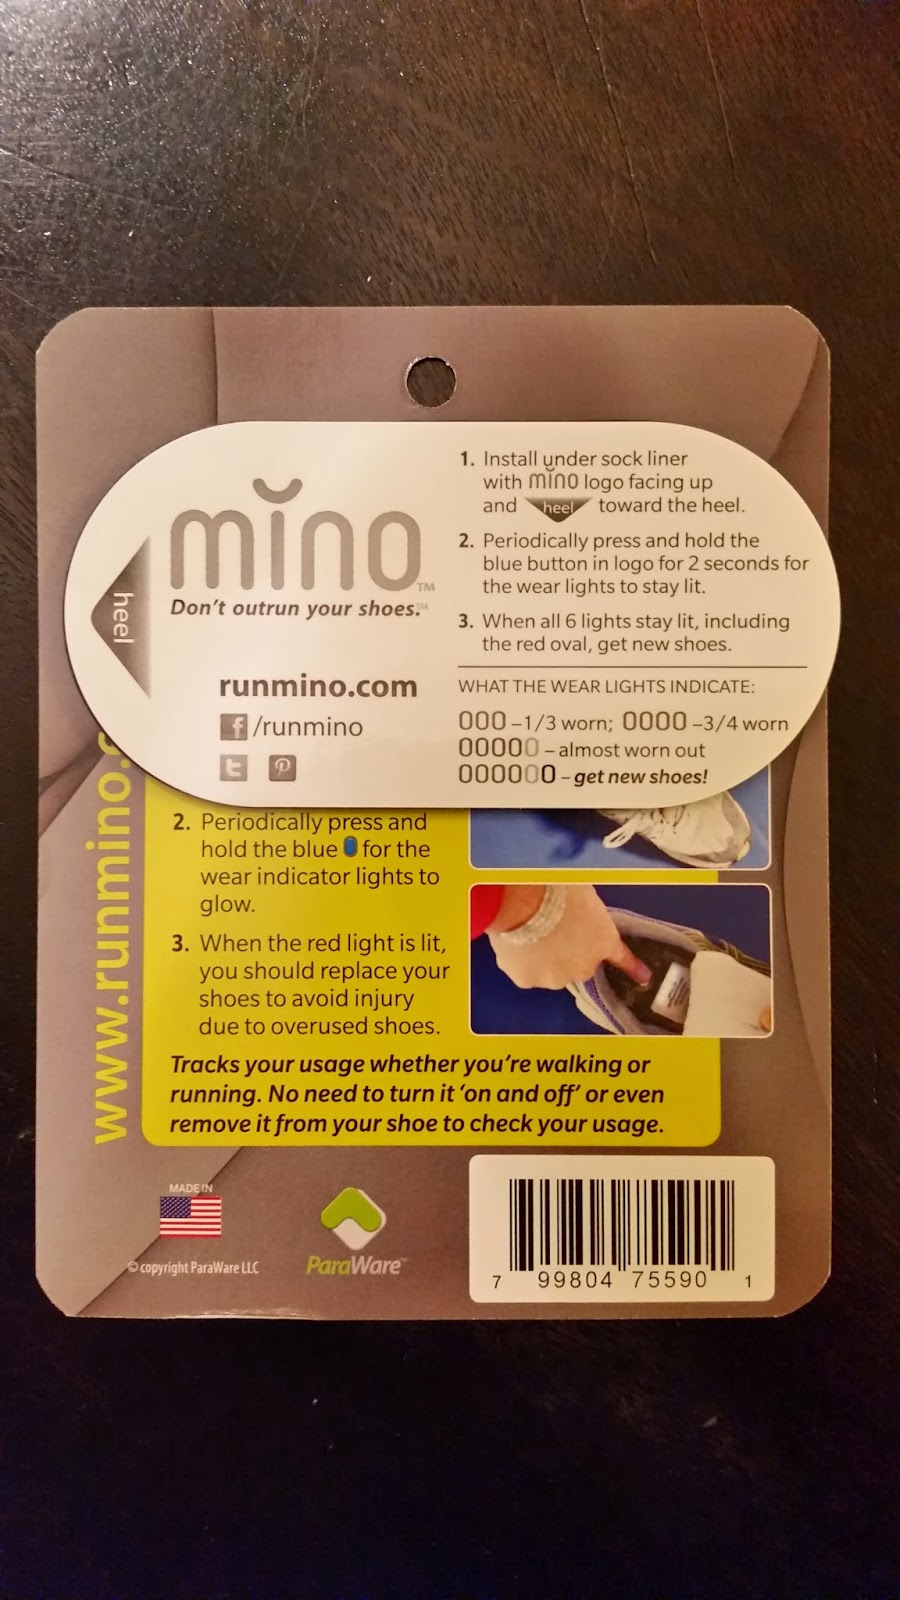 mino™
Don't outrun your shoes.℠
heel
runmino.com
f/runmino
1. Install under sock liner
with mino logo facing up
and heel toward the heel.
2. Periodically press and hold the
blue button in logo for 2 seconds for
the wear lights to stay lit.
3. When all 6 lights stay lit, including
the red oval, get new shoes.
WHAT THE WEAR LIGHTS INDICATE:
000 –1/3 worn; 0000 –3/4 worn
00000 – almost worn out
000000 – get new shoes!
www.runmino.c
2. Periodically press and
hold the blue for the
wear indicator lights to
glow.
3. When the red light is lit,
you should replace your
shoes to avoid injury
due to overused shoes.
Tracks your usage whether you're walking or
running. No need to turn it 'on and off' or even
remove it from your shoe to check your usage.
MADE IN
© copyright ParaWare LLC
ParaWare™
7 99804 75590 1